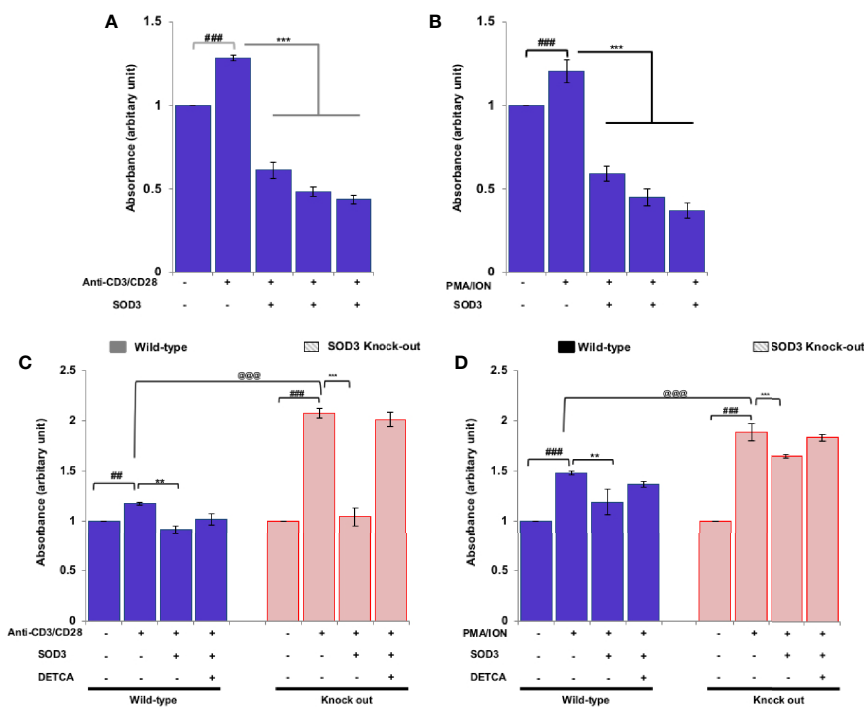 A
Absorbance (arbitary unit)
1.5
1
0.5
0
###
***
Anti-CD3/CD28 - + + + +
SOD3 - - + + +
B
Absorbance (arbitary unit)
1.5
1
0.5
0
###
***
PMA/ION - + + + +
SOD3 - - + + +
C
Wild-type
SOD3 Knock-out
Absorbance (arbitary unit)
2.5
2
1.5
1
0.5
0
@@@
##
**
###
***
Anti-CD3/CD28 - + + + - + + +
SOD3 - - + + - - + +
DETCA - - - + - - - +
Wild-type
Knock out
D
Wild-type
SOD3 Knock-out
Absorbance (arbitary unit)
2.5
2
1.5
1
0.5
0
@@@
###
**
###
***
PMA/ION - + + + - + + +
SOD3 - - + + - - + +
DETCA - - - + - - - +
Wild-type
Knock out